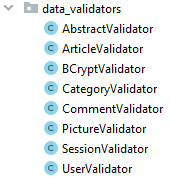 data_validators
AbstractValidator
ArticleValidator
BCryptValidator
CategoryValidator
CommentValidator
PictureValidator
SessionValidator
UserValidator